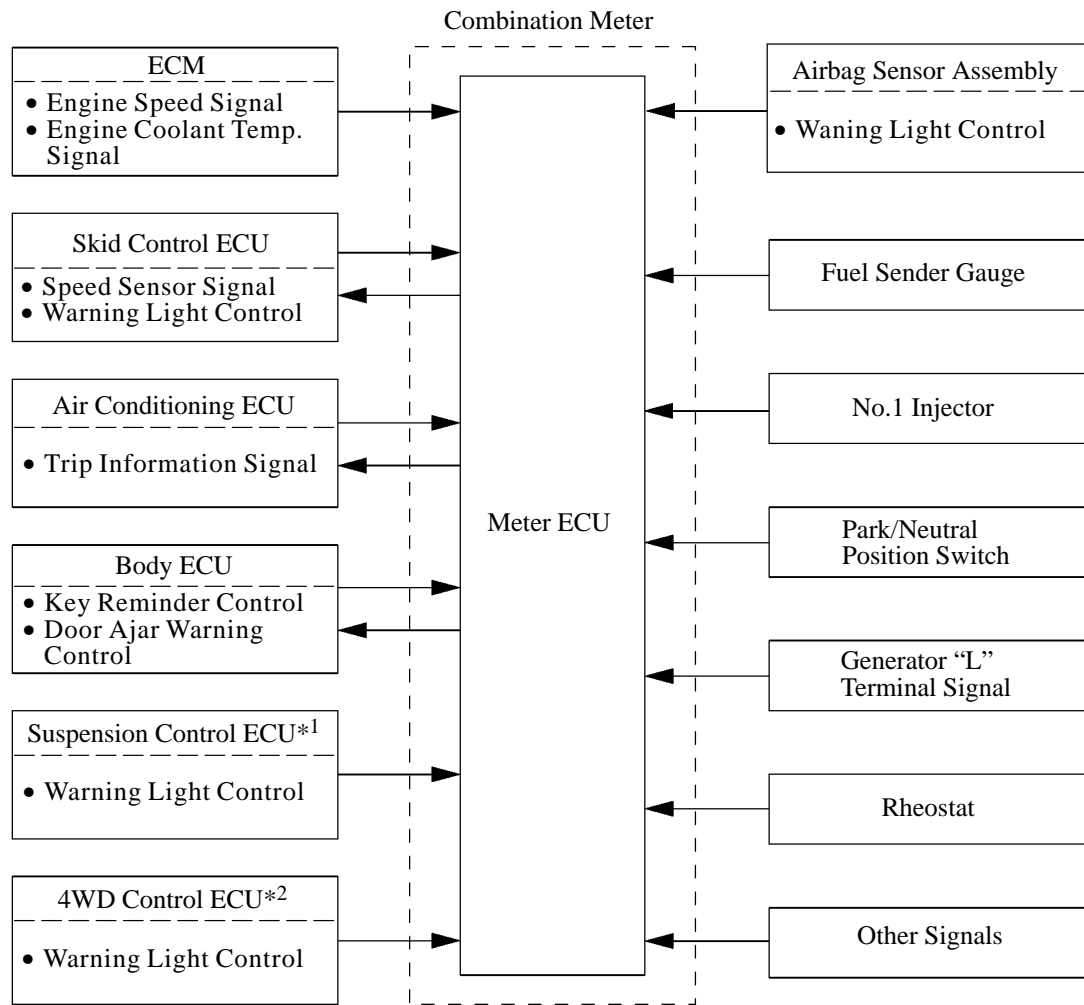 Combination Meter
ECM
• Engine Speed Signal
• Engine Coolant Temp.
Signal
Skid Control ECU
• Speed Sensor Signal
• Warning Light Control
Air Conditioning ECU
• Trip Information Signal
Body ECU
• Key Reminder Control
• Door Ajar Warning
Control
Suspension Control ECU*1
• Warning Light Control
4WD Control ECU*2
• Warning Light Control
Meter ECU
Airbag Sensor Assembly
• Waning Light Control
Fuel Sender Gauge
No.1 Injector
Park/Neutral
Position Switch
Generator “L”
Terminal Signal
Rheostat
Other Signals